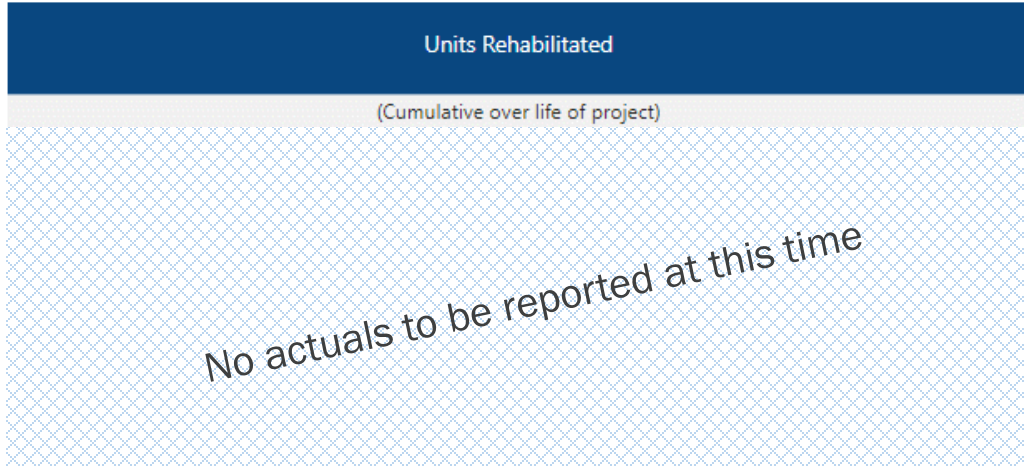 Units Rehabilitated
(Cumulative over life of project)
No actuals to be reported at this time